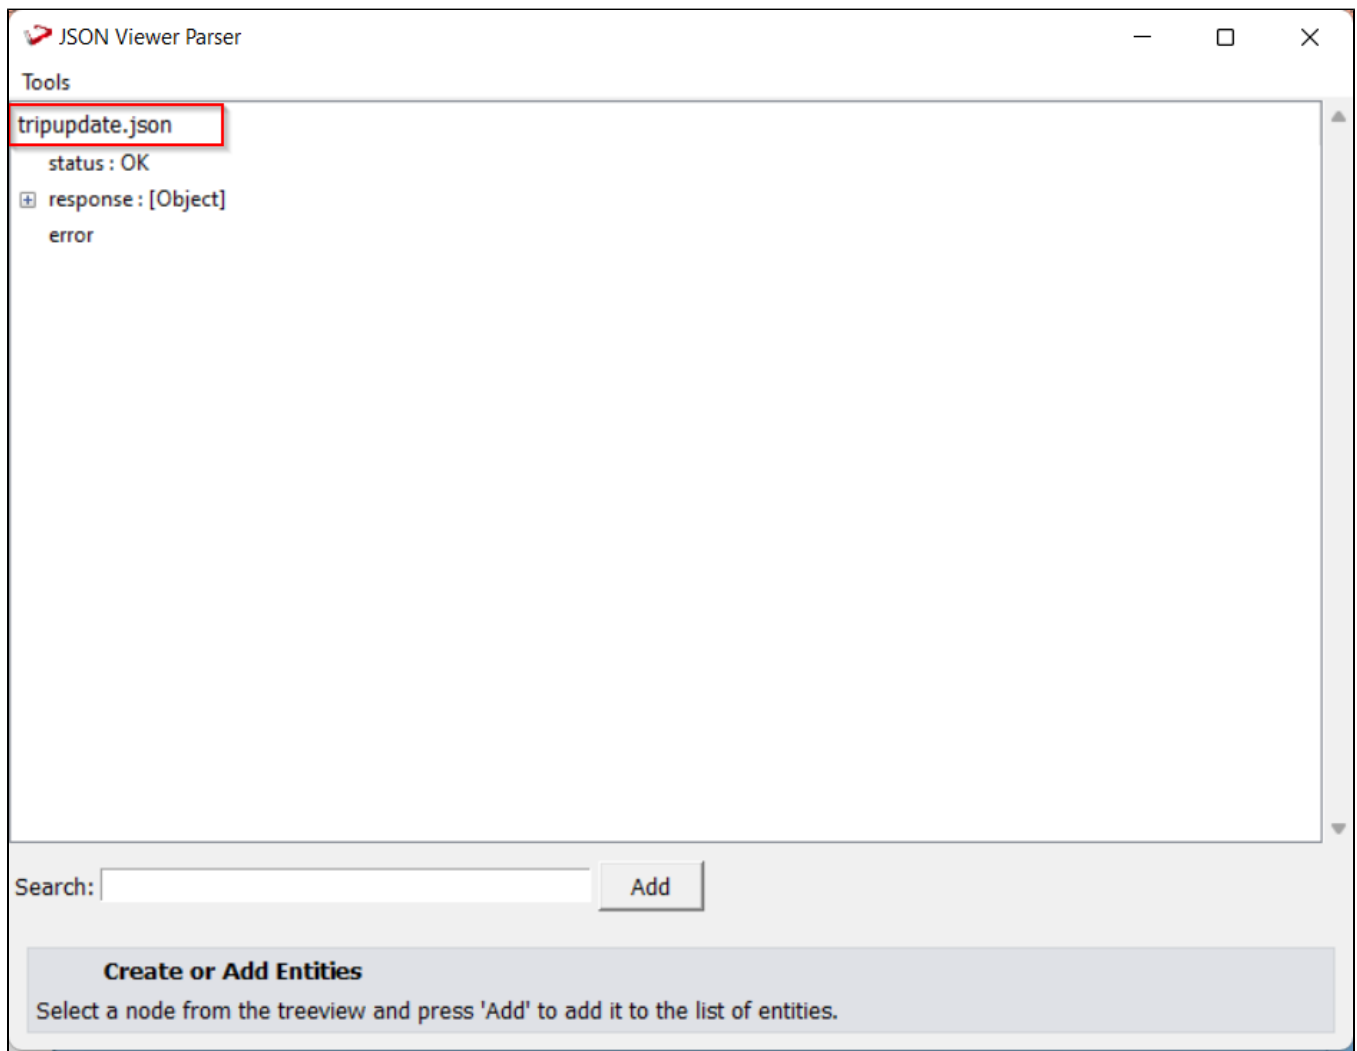 JSON Viewer Parser
Tools
tripupdate.json
status : OK
response : [Object]
error
Search:
Add
Create or Add Entities
Select a node from the treeview and press 'Add' to add it to the list of entities.